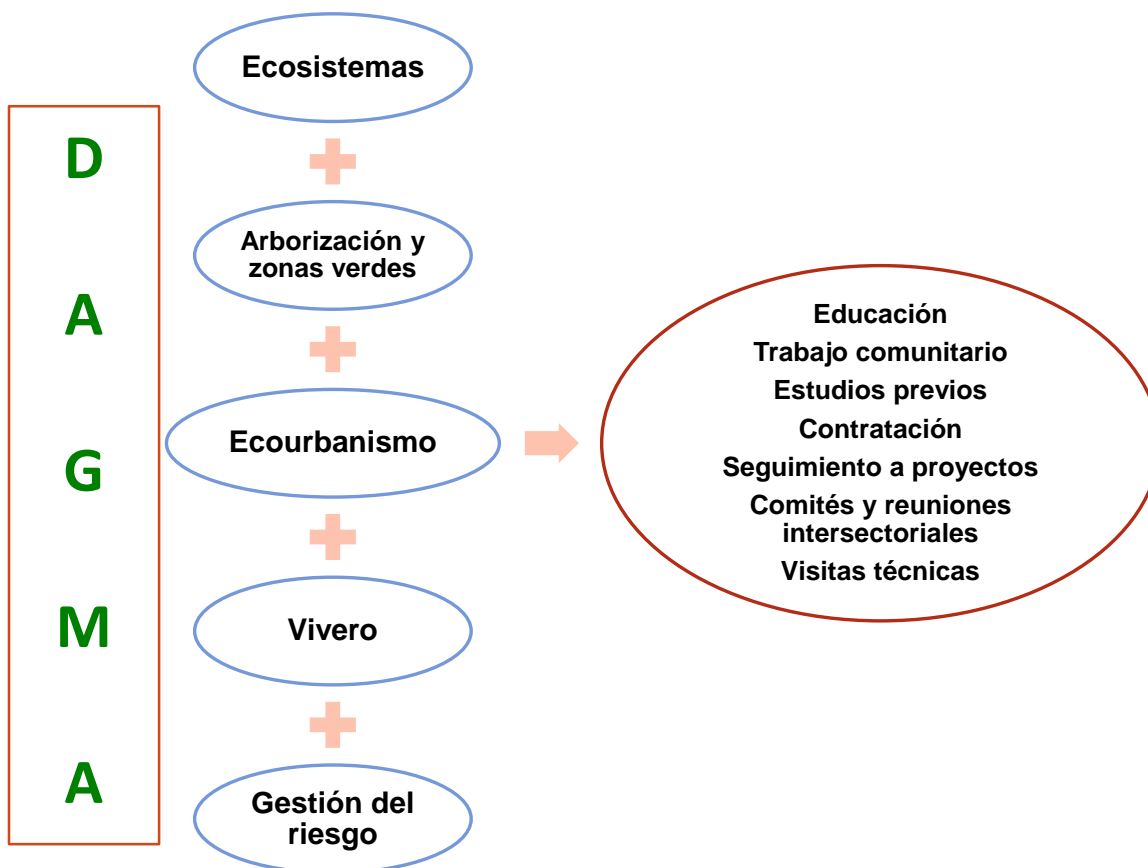 D
A
G
M
A
Ecosistemas
Arborización y
zonas verdes
Ecourbanismo
Vivero
Gestión del
riesgo
Educación
Trabajo comunitario
Estudios previos
Contratación
Seguimiento a proyectos
Comités y reuniones
intersectoriales
Visitas técnicas